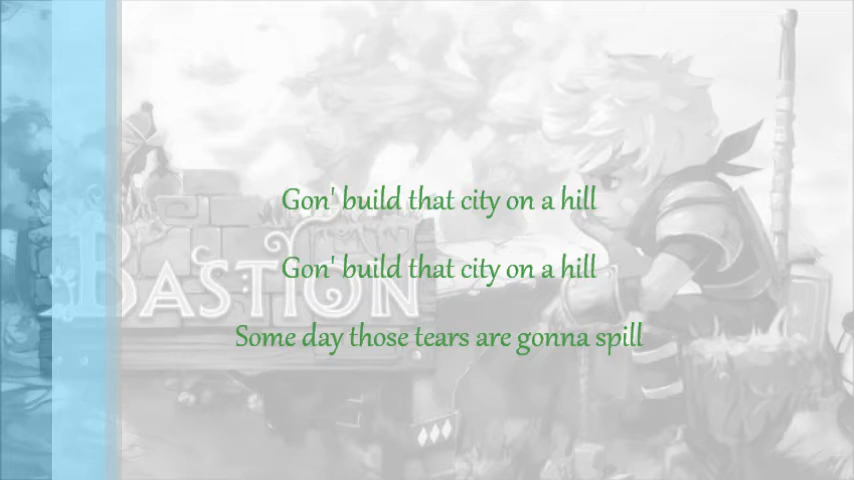 BASTION
Gon' build that city on a hill
Gon' build that city on a hill
Some day those tears are gonna spill